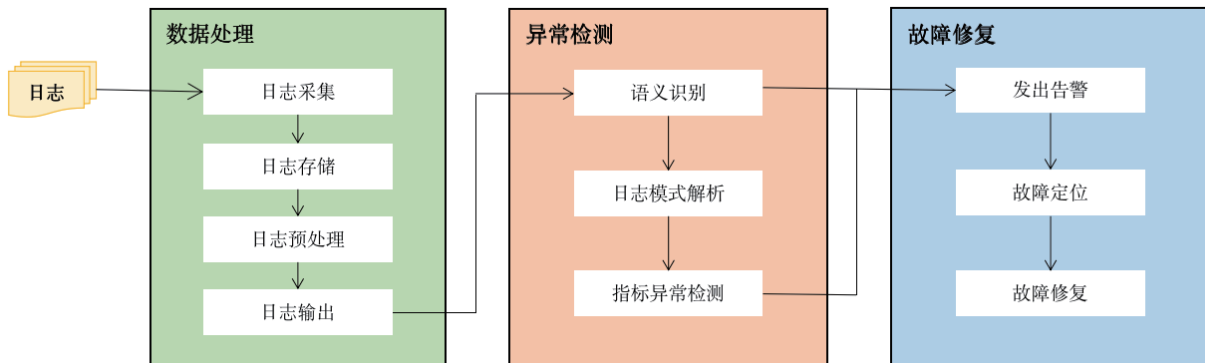 日志
数据处理
日志采集
日志存储
日志预处理
日志输出
异常检测
语义识别
日志模式解析
指标异常检测
故障修复
发出告警
故障定位
故障修复